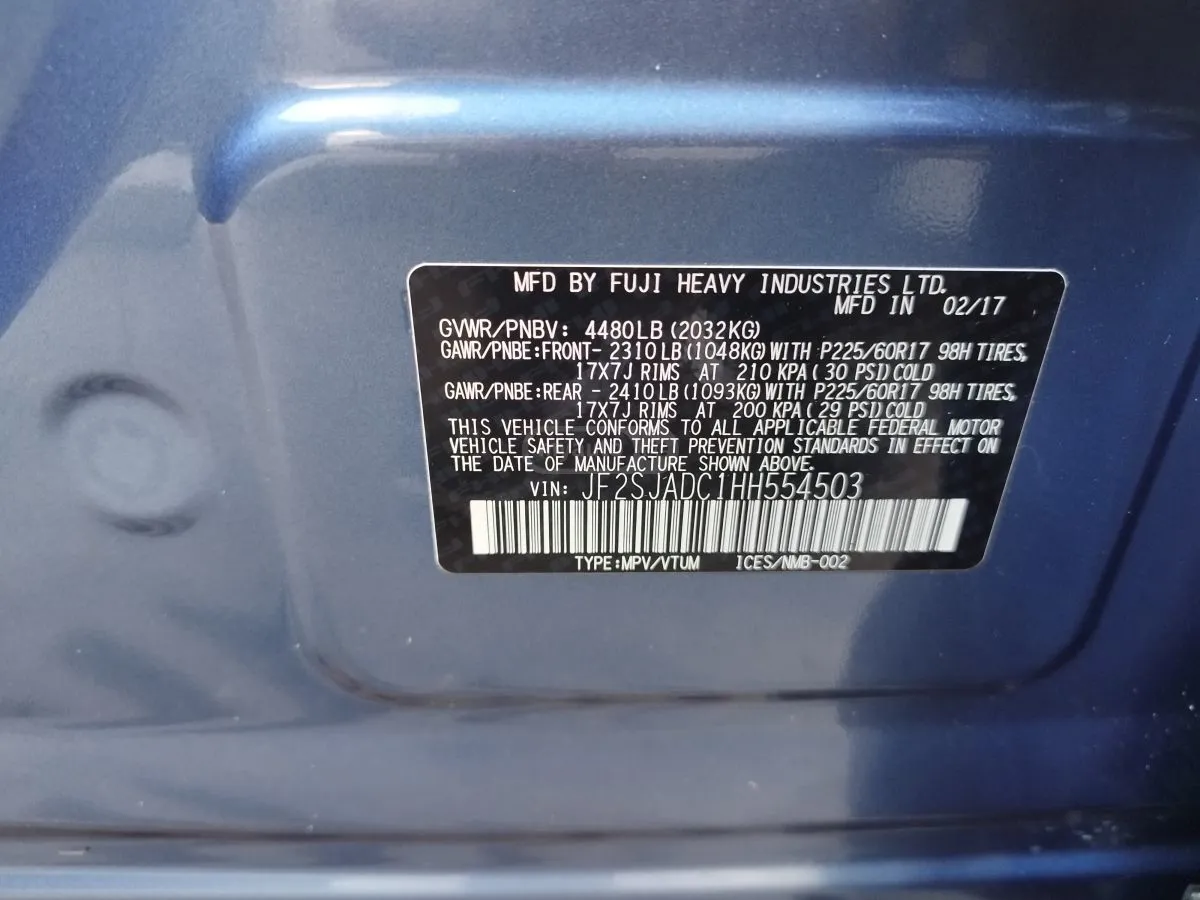 MFD BY FUJI HEAVY INDUSTRIES LTD.
MFD IN 02/17
GVWR/PNBV: 4480LB (2032KG)
GAWR/PNBE:FRONT- 2310LB (1048KG) WITH P225/60R17 98H TIRES,
17X7J RIMS AT 210 KPA ( 30 PSI) COLD
GAWR/PNBE:REAR - 2410LB (1093KG) WITH P225/60R17 98H TIRES,
17X7J RIMS AT 200 KPA ( 29 PSI) COLD
THIS VEHICLE CONFORMS TO ALL APPLICABLE FEDERAL MOTOR
VEHICLE SAFETY AND THEFT PREVENTION STANDARDS IN EFFECT ON
THE DATE OF MANUFACTURE SHOWN ABOVE.
VIN: JF2SJADC1HH554503
TYPE:MPV/VTUM ICES/NMB-002